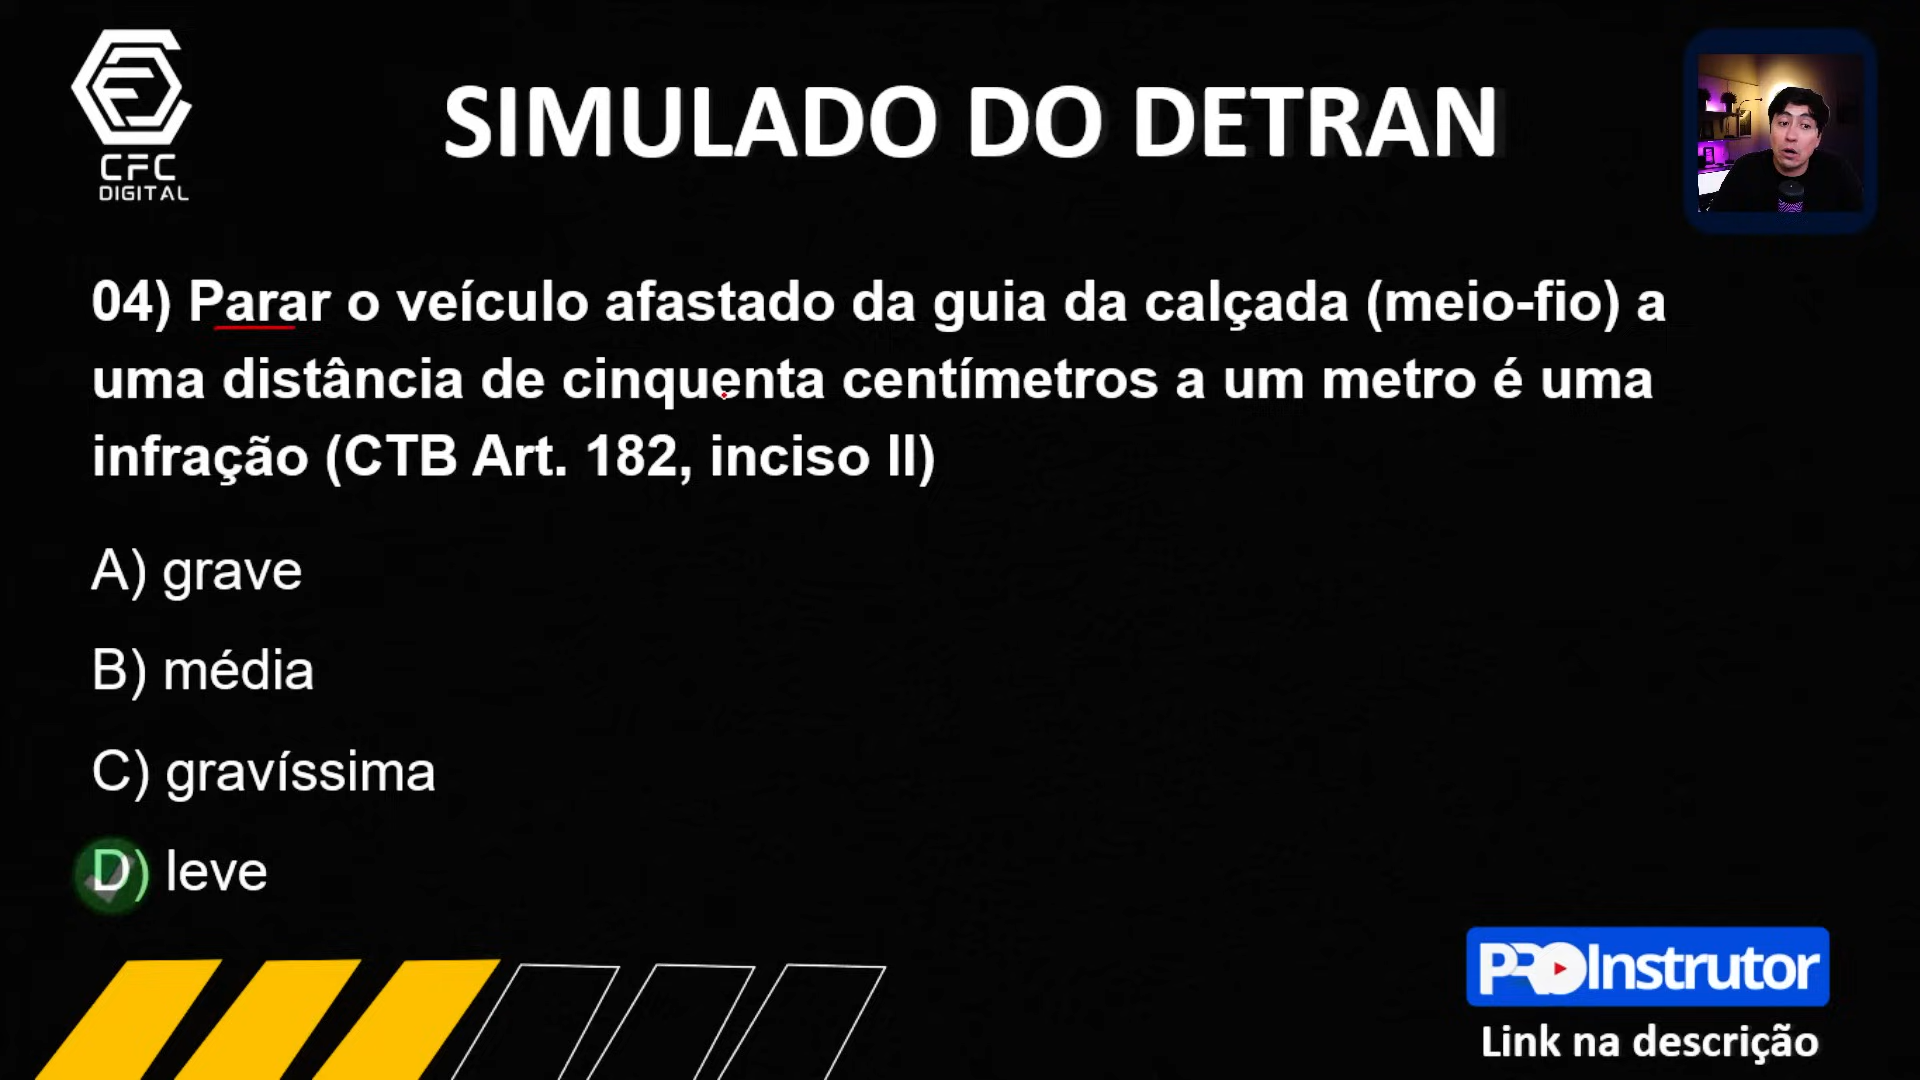 CFC
DIGITAL
SIMULADO DO DETRAN
04) Parar o veículo afastado da guia da calçada (meio-fio) a
uma distância de cinquenta centímetros a um metro é uma
infração (CTB Art. 182, inciso II)
A) grave
B) média
C) gravíssima
D) leve
PROInstrutor
Link na descrição